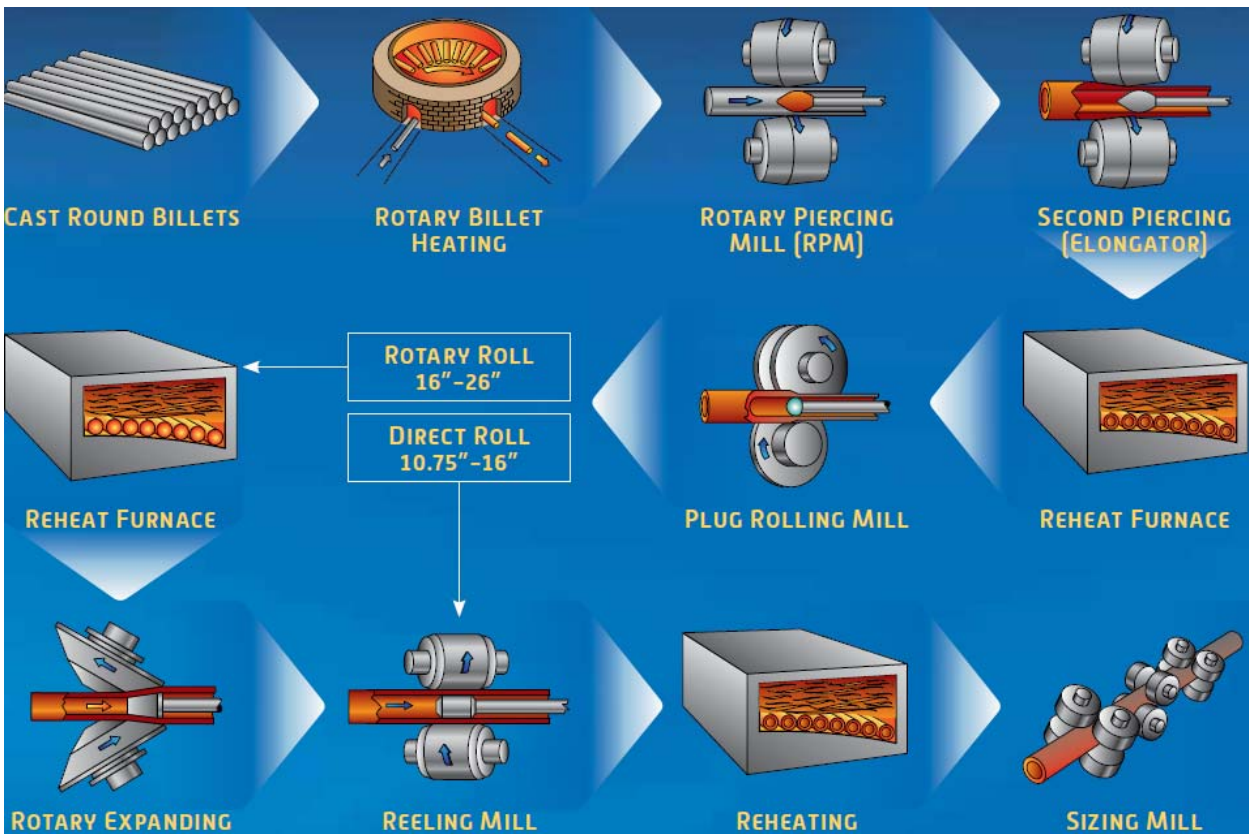 CAST ROUND BILLETS
ROTARY BILLET
HEATING
ROTARY PIERCING
MILL (RPM)
SECOND PIERCING
(ELONGATOR)
REHEAT FURNACE
ROTARY ROLL
16"-26"
DIRECT ROLL
10.75"-16"
PLUG ROLLING MILL
REHEAT FURNACE
ROTARY EXPANDING
REELING MILL
REHEATING
SIZING MILL